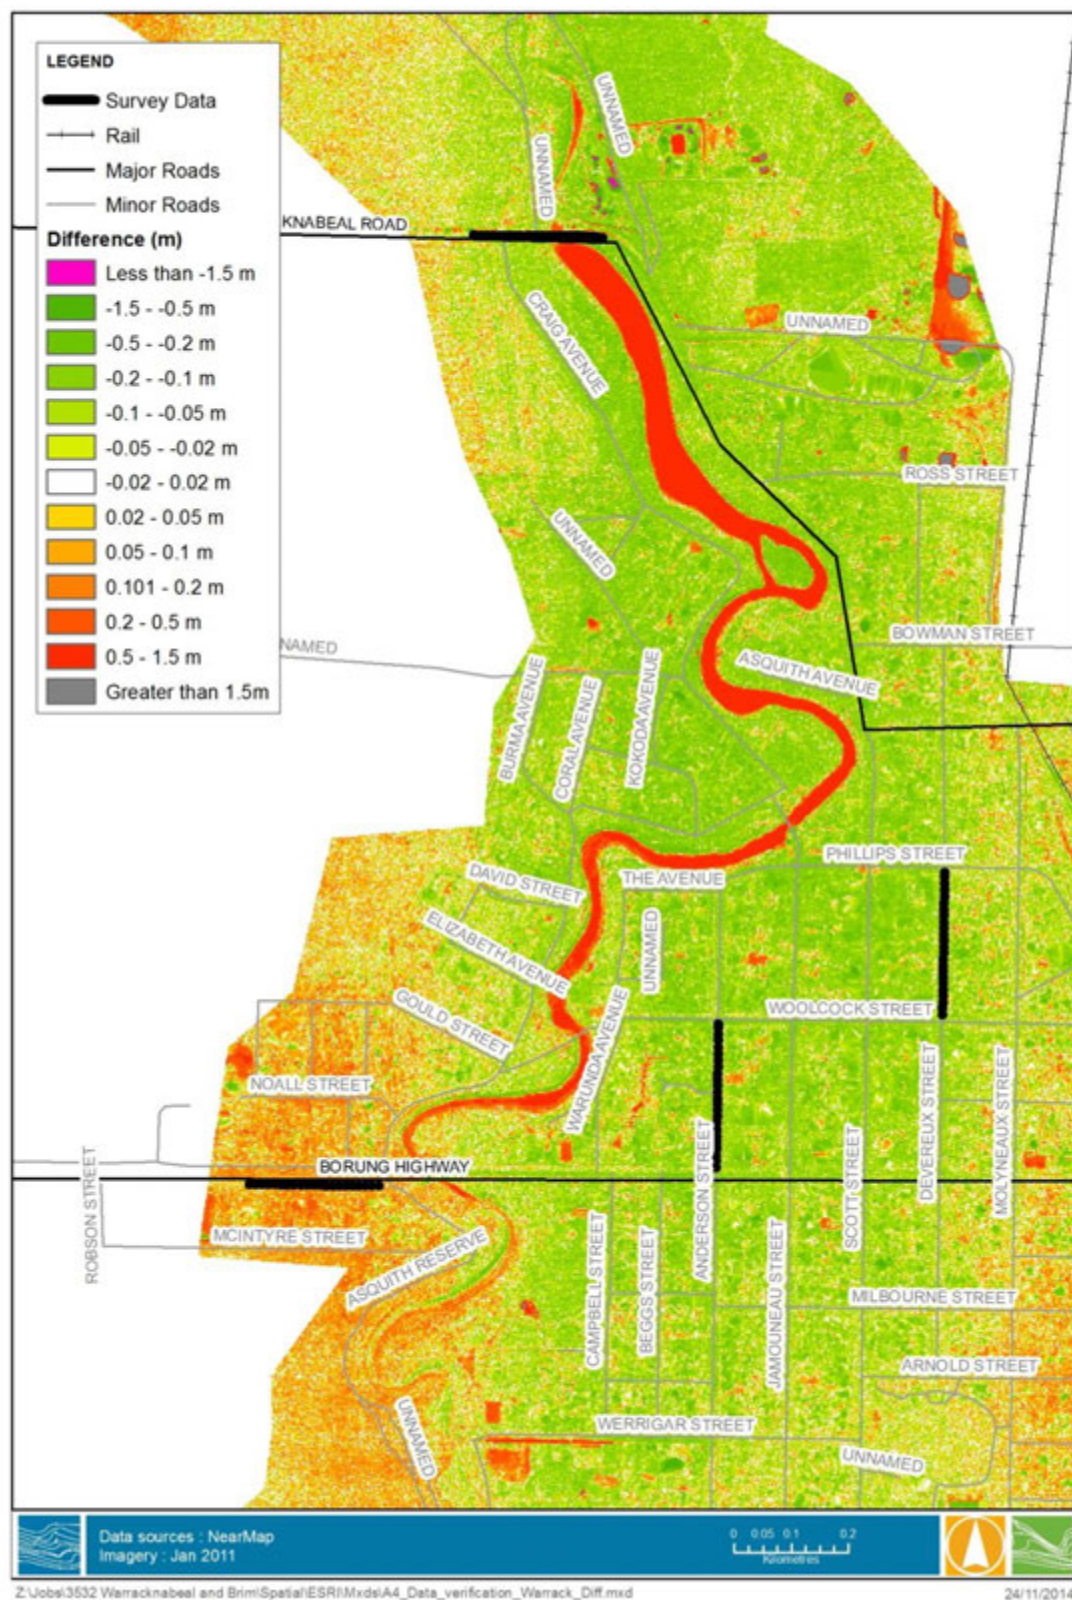 LEGEND
Survey Data
Rail
Major Roads
Minor Roads
Difference (m)
Less than -1.5 m
-1.5 - -0.5 m
-0.5 - -0.2 m
-0.2 - -0.1 m
-0.1 - -0.05 m
-0.05 - -0.02 m
-0.02 - 0.02 m
0.02 - 0.05 m
0.05 - 0.1 m
0.101 - 0.2 m
0.2 - 0.5 m
0.5 - 1.5 m
Greater than 1.5m
UNNAMED
UNNAMED
KNABEAL ROAD
CRAIG AVENUE
UNNAMED
ROSS STREET
UNNAMED
NAMED
BOWMAN STREET
ASQUITH AVENUE
BURMA AVENUE
CORAL AVENUE
KOKODA AVENUE
PHILLIPS STREET
DAVID STREET
THE AVENUE
ELIZABETH AVENUE
UNNAMED
GOULD STREET
WOOLCOCK STREET
WARUNDA AVENUE
NOALL STREET
DEVEREUX STREET
MOLYNEAUX STREET
BORUNG HIGHWAY
ROBSON STREET
ANDERSON STREET
SCOTT STREET
MCINTYRE STREET
ASQUITH RESERVE
CAMPBELL STREET
BEGGS STREET
JAMOUNEAU STREET
MILBOURNE STREET
ARNOLD STREET
UNNAMED
WERRIGAR STREET
UNNAMED
Data sources : NearMap
Imagery : Jan 2011
0 0.05 0.1 0.2
Kilometres
Z:\Jobs\3532 Warracknabeal and Brim\Spatial\ESRI\Mxds\A4_Data_verification_Warrack_Diff.mxd
24/11/2014